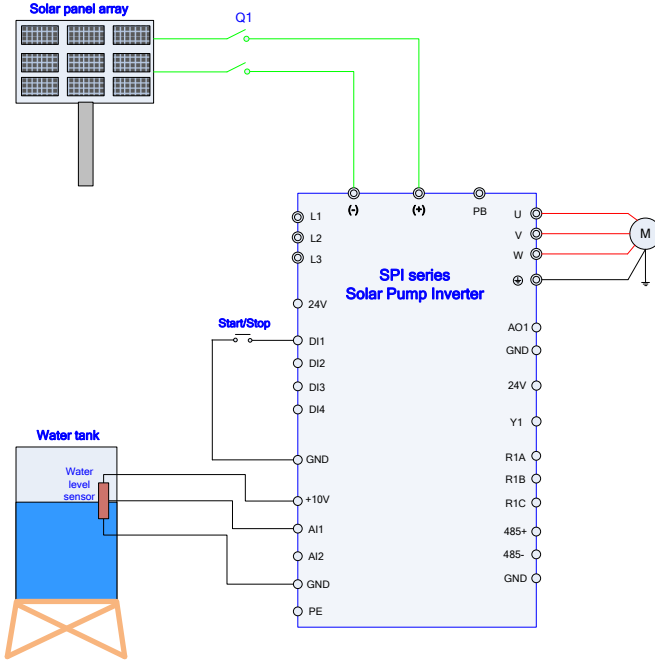 Solar panel array
Q1
(-)
(+)
PB
L1
L2
L3
U
V
W
M
SPI series
Solar Pump Inverter
24V
Start/Stop
DI1
DI2
DI3
DI4
AO1
GND
24V
Y1
Water tank
GND
R1A
Water
level
sensor
R1B
+10V
R1C
AI1
485+
AI2
485-
GND
GND
PE